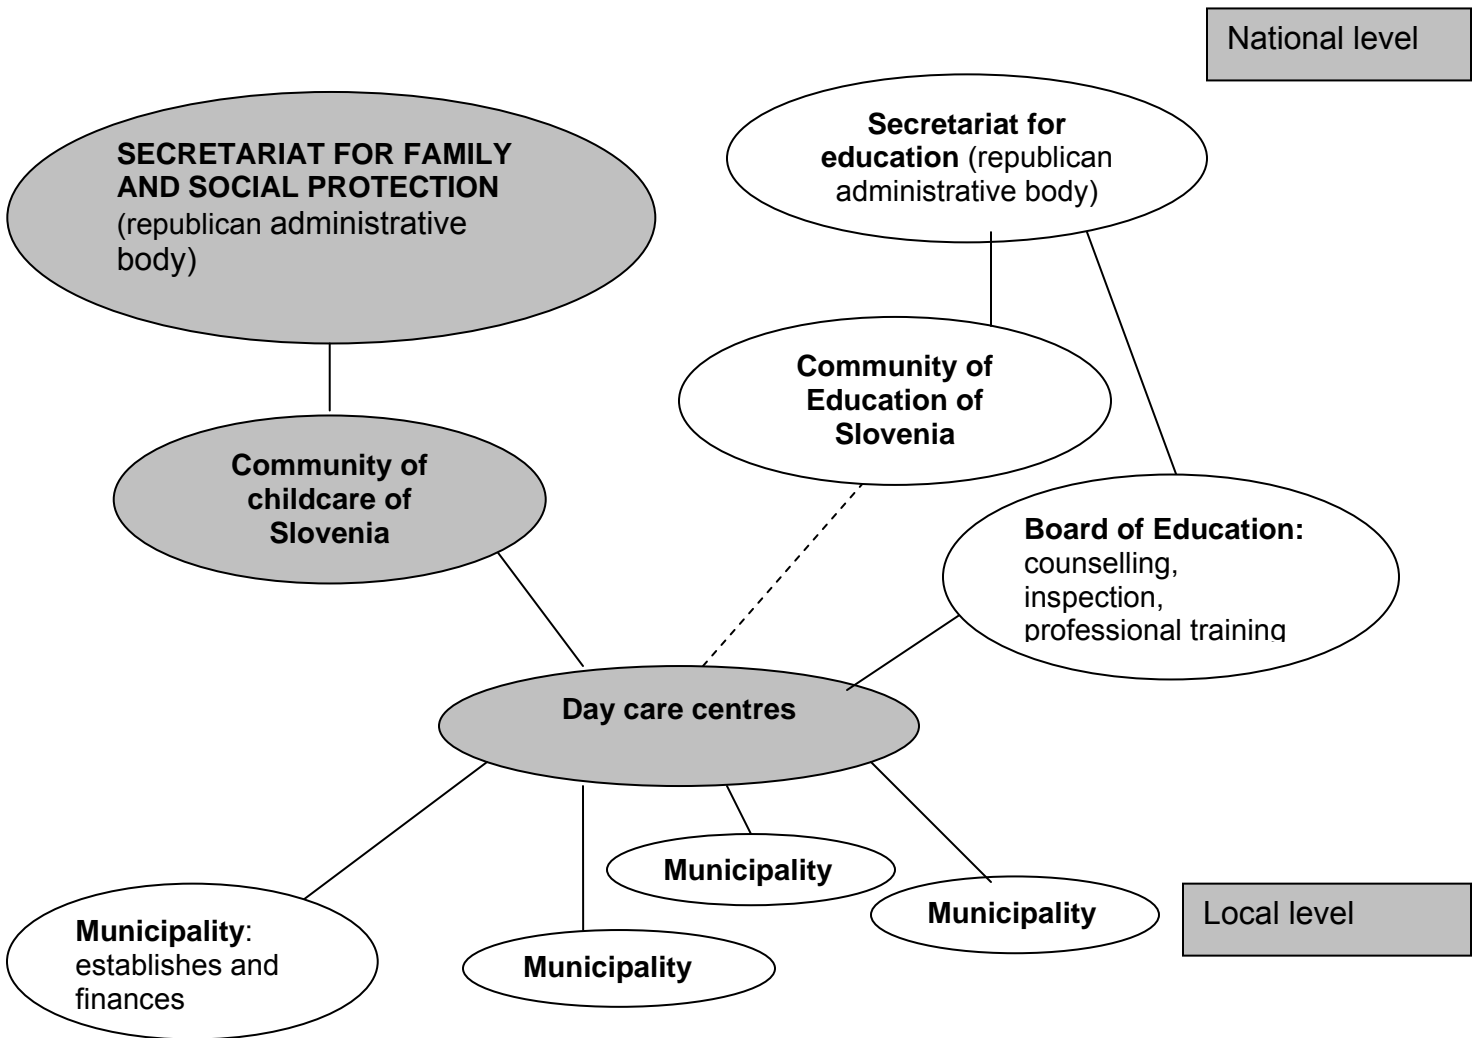 National level
SECRETARIAT FOR FAMILY
AND SOCIAL PROTECTION
(republican administrative
body)
Secretariat for
education (republican
administrative body)
Community of
Education of
Slovenia
Community of
childcare of
Slovenia
Board of Education:
counselling,
inspection,
professional training
Day care centres
Municipality
Municipality
Local level
Municipality:
establishes and
finances
Municipality